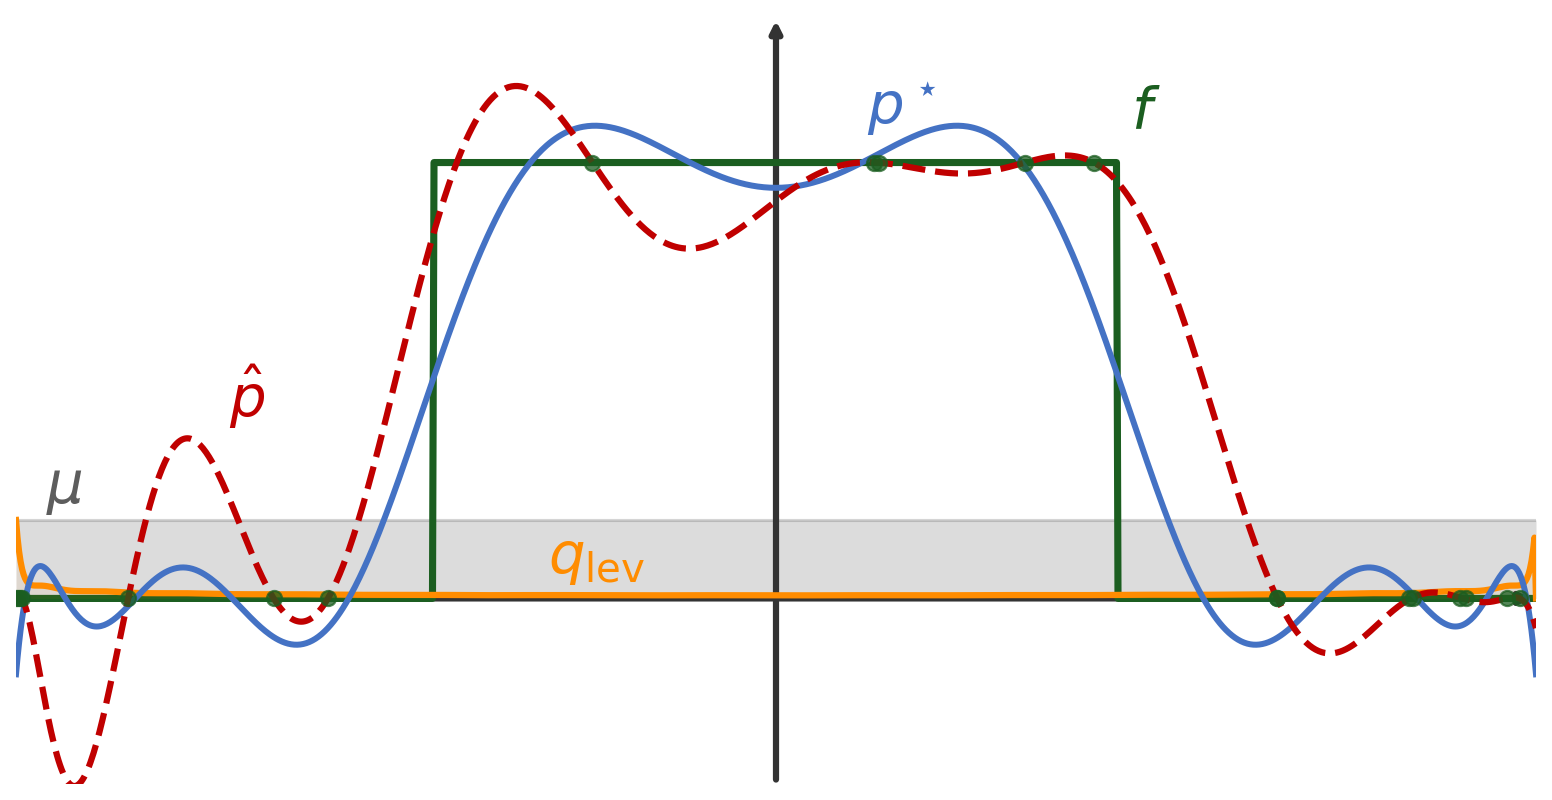 p⋆
f
p̂
μ
q_lev